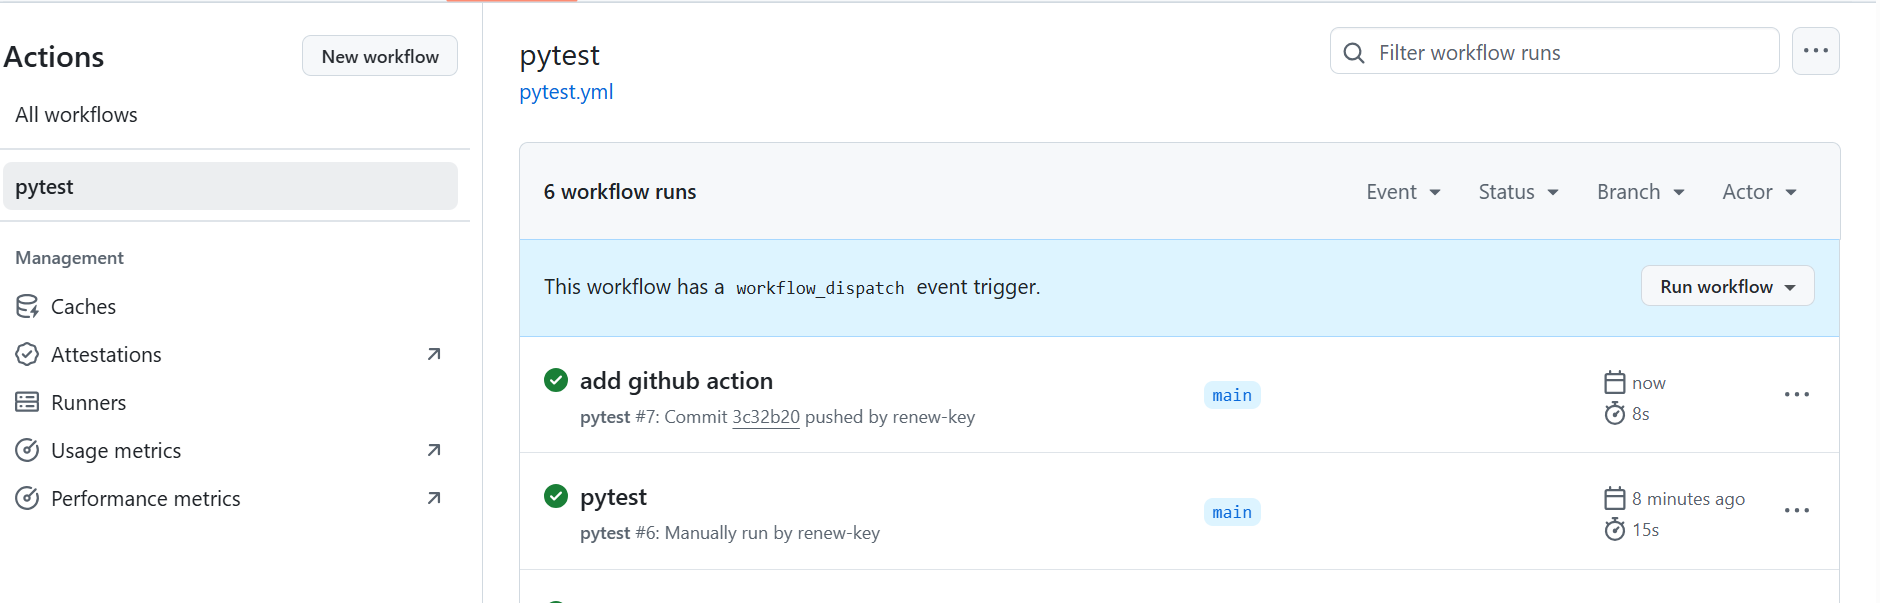 Actions
New workflow
All workflows
pytest
Management
Caches
Attestations
Runners
Usage metrics
Performance metrics
pytest
pytest.yml
Filter workflow runs
6 workflow runs
Event
Status
Branch
Actor
This workflow has a workflow_dispatch event trigger.
Run workflow
add github action
pytest #7: Commit 3c32b20 pushed by renew-key
main
now
8s
pytest
pytest #6: Manually run by renew-key
main
8 minutes ago
15s